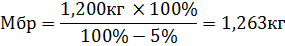 Мбр = 1,200кг × 100% / 100% − 5% = 1,263кг